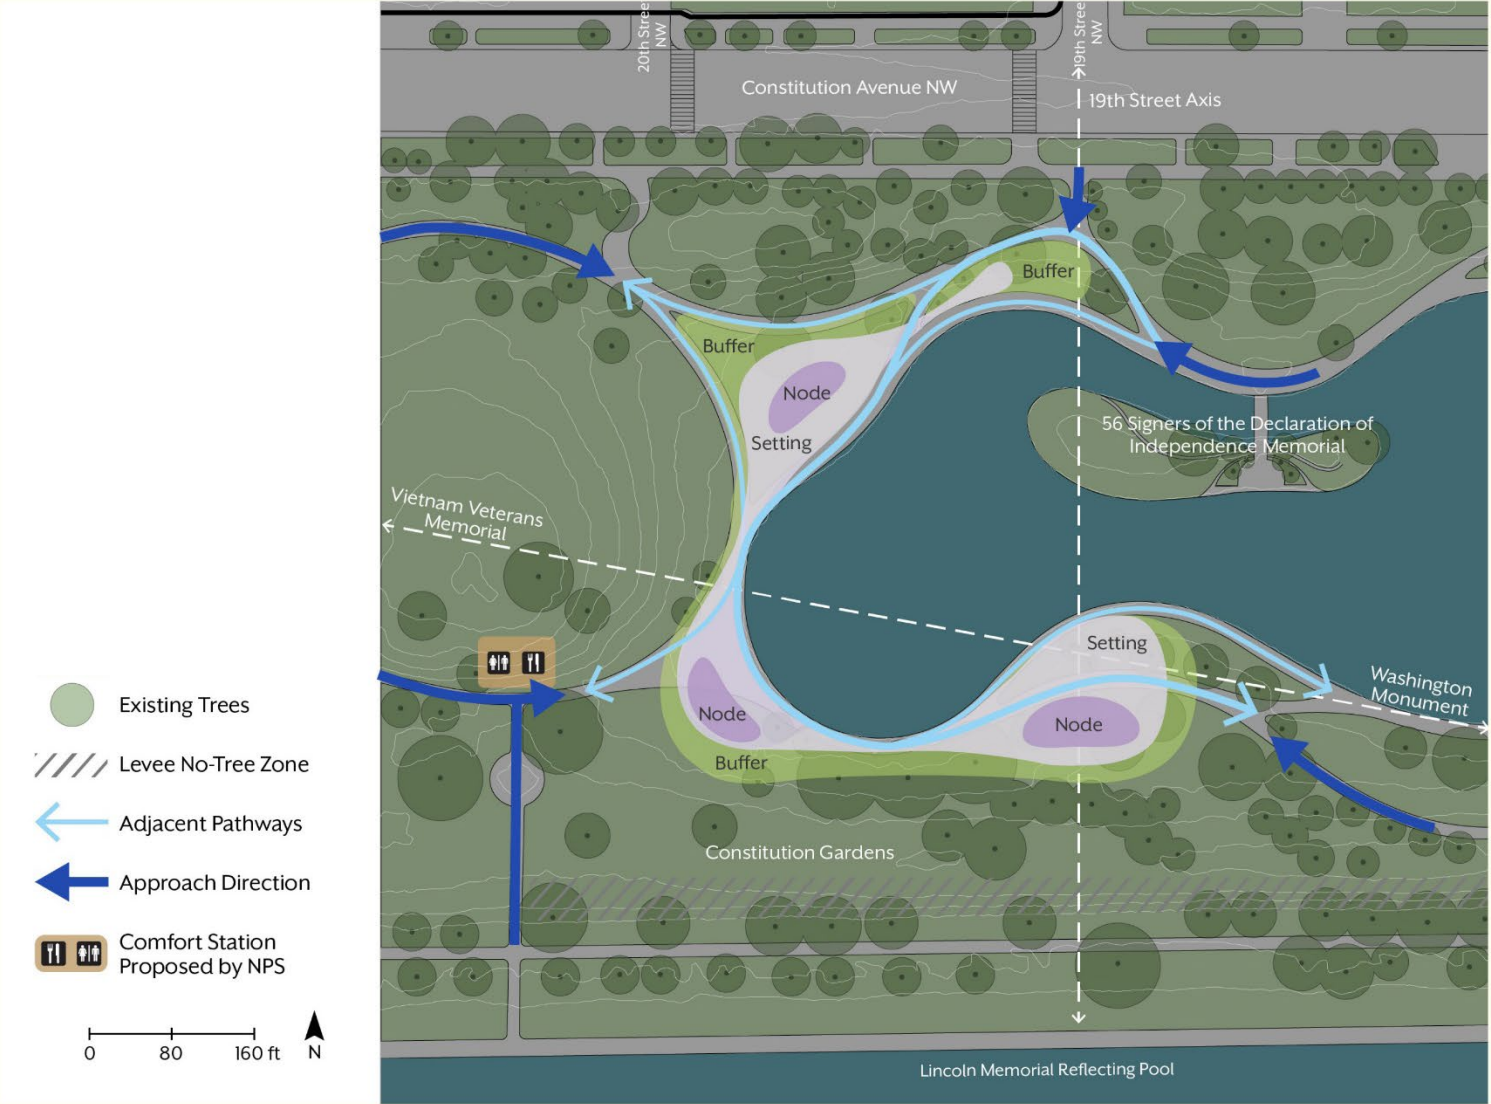 20th Street
NW
19th Street
NW
Constitution Avenue NW
19th Street Axis
Buffer
Buffer
Node
Setting
56 Signers of the Declaration of
Independence Memorial
Vietnam Veterans
Memorial
Setting
Washington
Monument
Node
Node
Buffer
Constitution Gardens
Lincoln Memorial Reflecting Pool
Existing Trees
Levee No-Tree Zone
Adjacent Pathways
Approach Direction
Comfort Station
Proposed by NPS
0 80 160 ft N